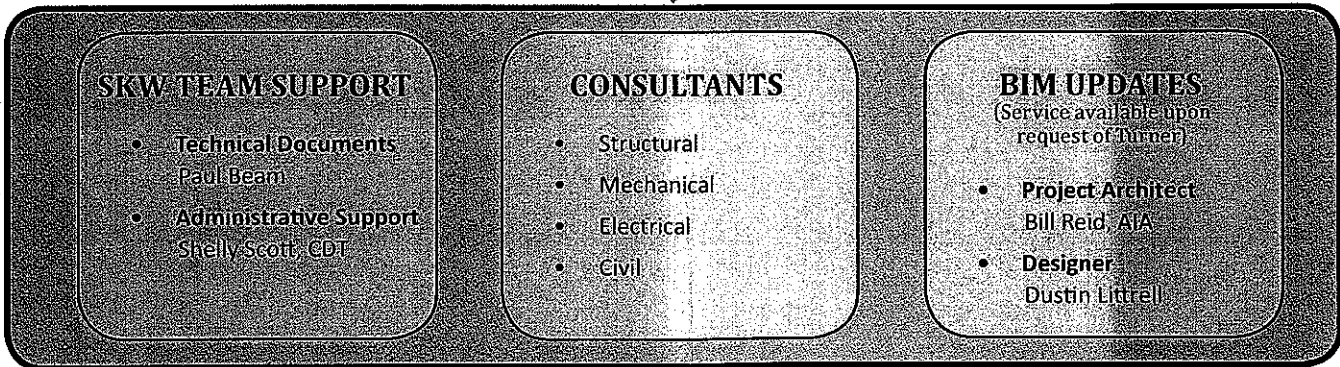 SKW TEAM SUPPORT
• Technical Documents
Paul Beam
• Administrative Support
Shelly Scott, CDT
CONSULTANTS
• Structural
• Mechanical
• Electrical
• Civil
BIM UPDATES
(Service available upon
request of Turner)
• Project Architect
Bill Reid, AIA
• Designer
Dustin Littrell